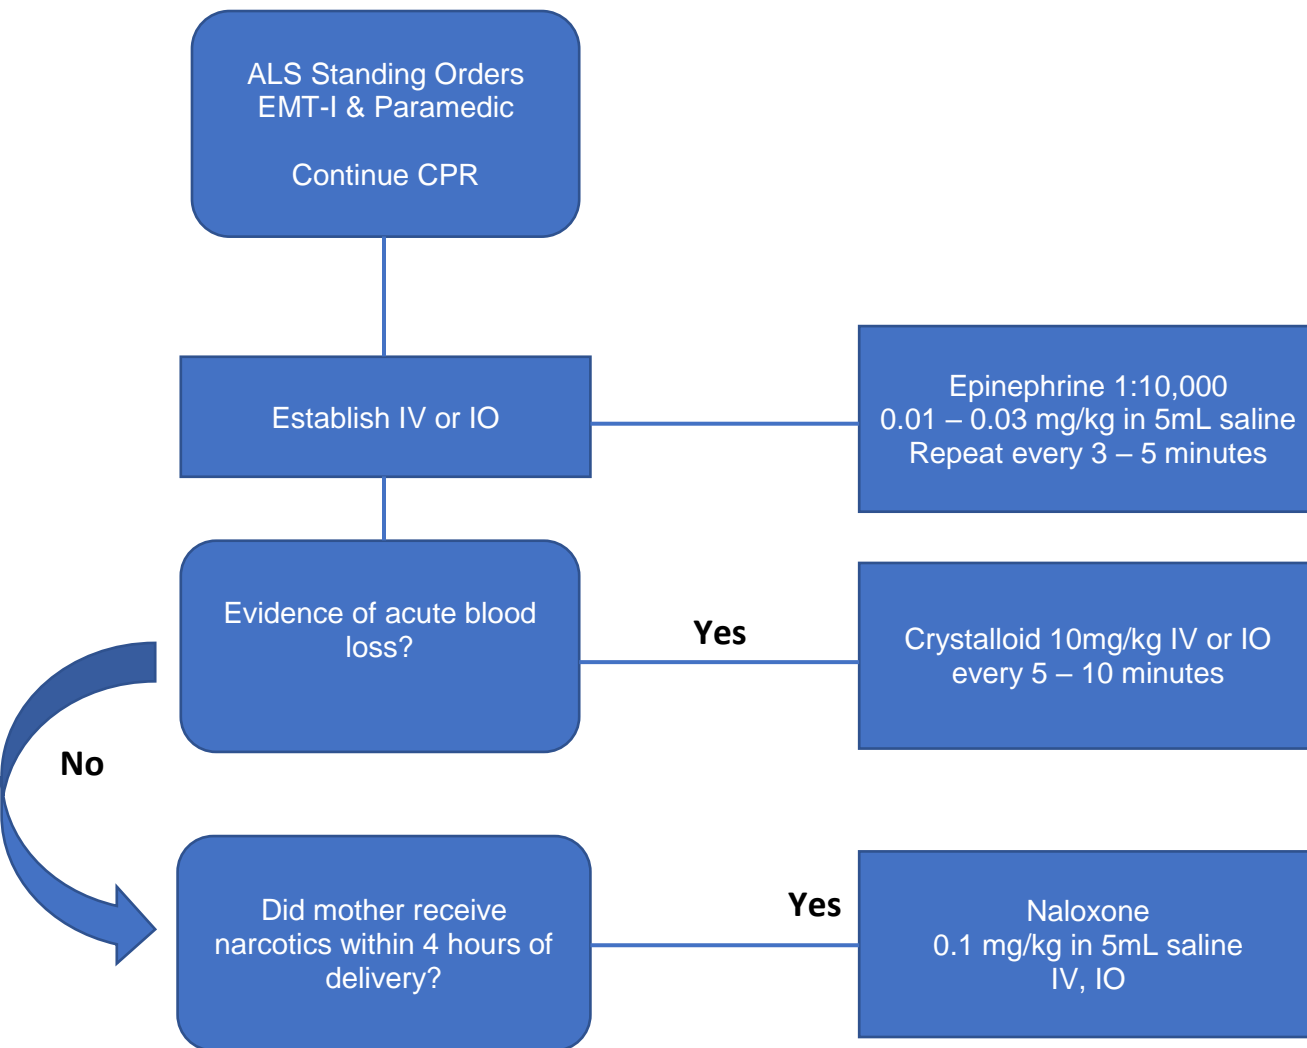 ALS Standing Orders
EMT-I & Paramedic
Continue CPR
Establish IV or IO
Epinephrine 1:10,000
0.01 – 0.03 mg/kg in 5mL saline
Repeat every 3 – 5 minutes
Evidence of acute blood
loss?
Yes
Crystalloid 10mg/kg IV or IO
every 5 – 10 minutes
No
Did mother receive
narcotics within 4 hours of
delivery?
Yes
Naloxone
0.1 mg/kg in 5mL saline
IV, IO